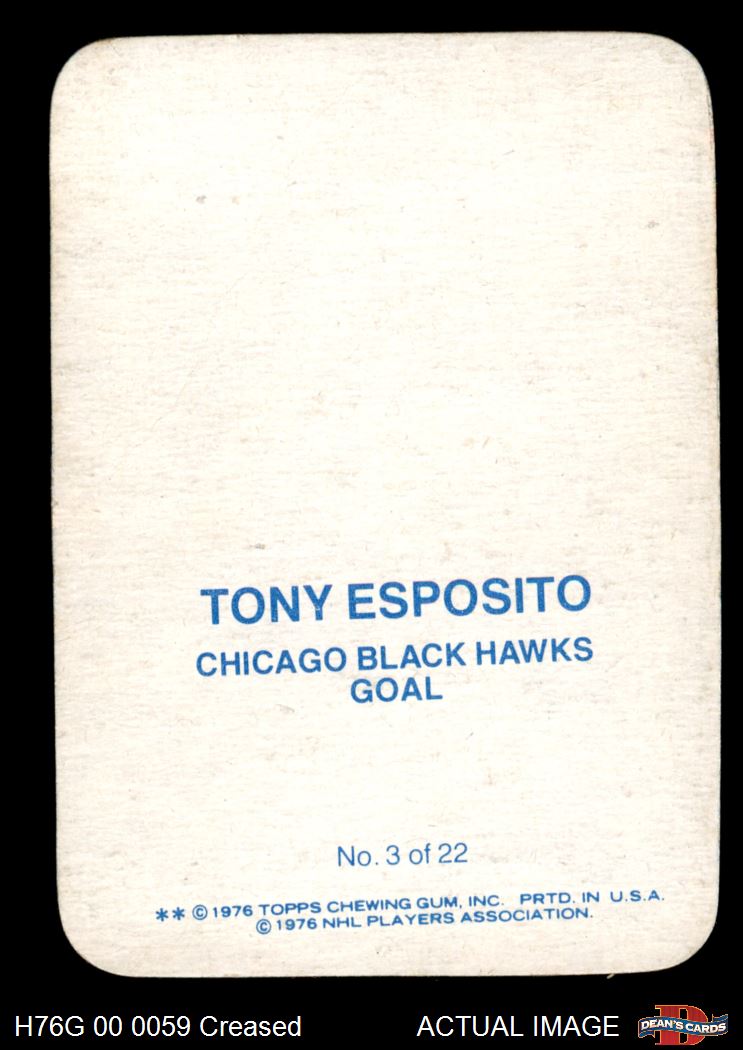 TONY ESPOSITO
CHICAGO BLACK HAWKS
GOAL
No. 3 of 22
** © 1976 TOPPS CHEWING GUM, INC. PRTD. IN U.S.A.
© 1976 NHL PLAYERS ASSOCIATION.
H76G 00 0059 Creased ACTUAL IMAGE D DEAN'S CARDS